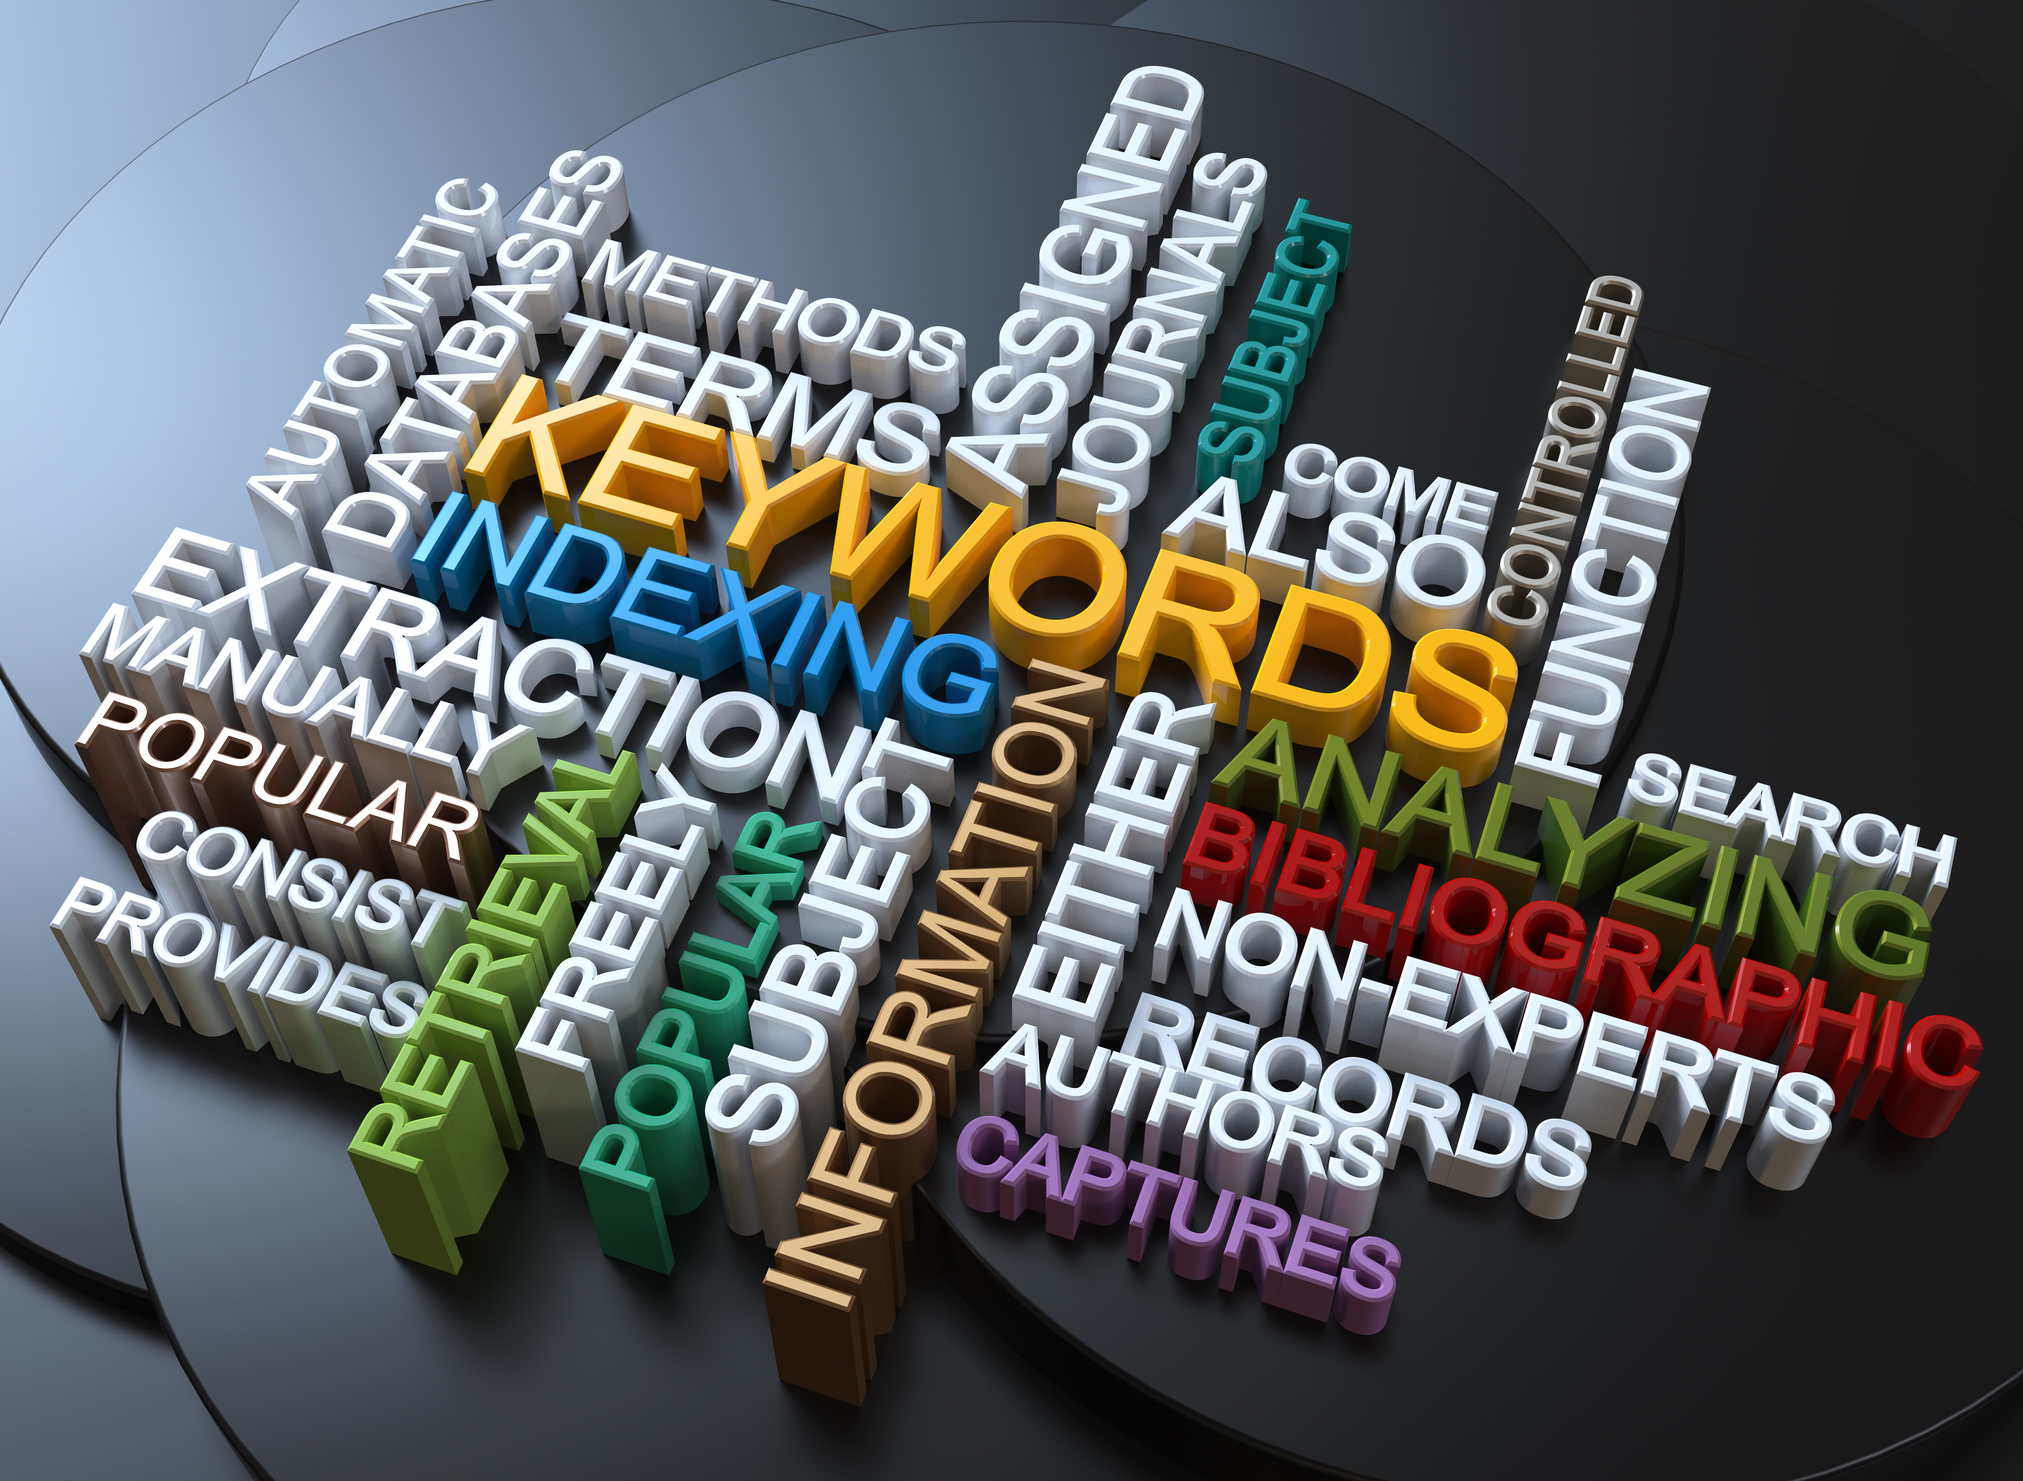 AUTOMATIC
DATABASES
METHODS
TERMS
ASSIGNED
JOURNALS
SUBJECT
COME
ALSO
CONTROLLED
FUNCTION
KEYWORDS
INDEXING
EXTRACTION
MANUALLY
POPULAR
CONSIST
PROVIDES
RETRIEVAL
FREELY
POPULAR
SUBJECT
INFORMATION
EITHER
ANALYZING
SEARCH
BIBLIOGRAPHIC
NON-EXPERTS
RECORDS
AUTHORS
CAPTURES